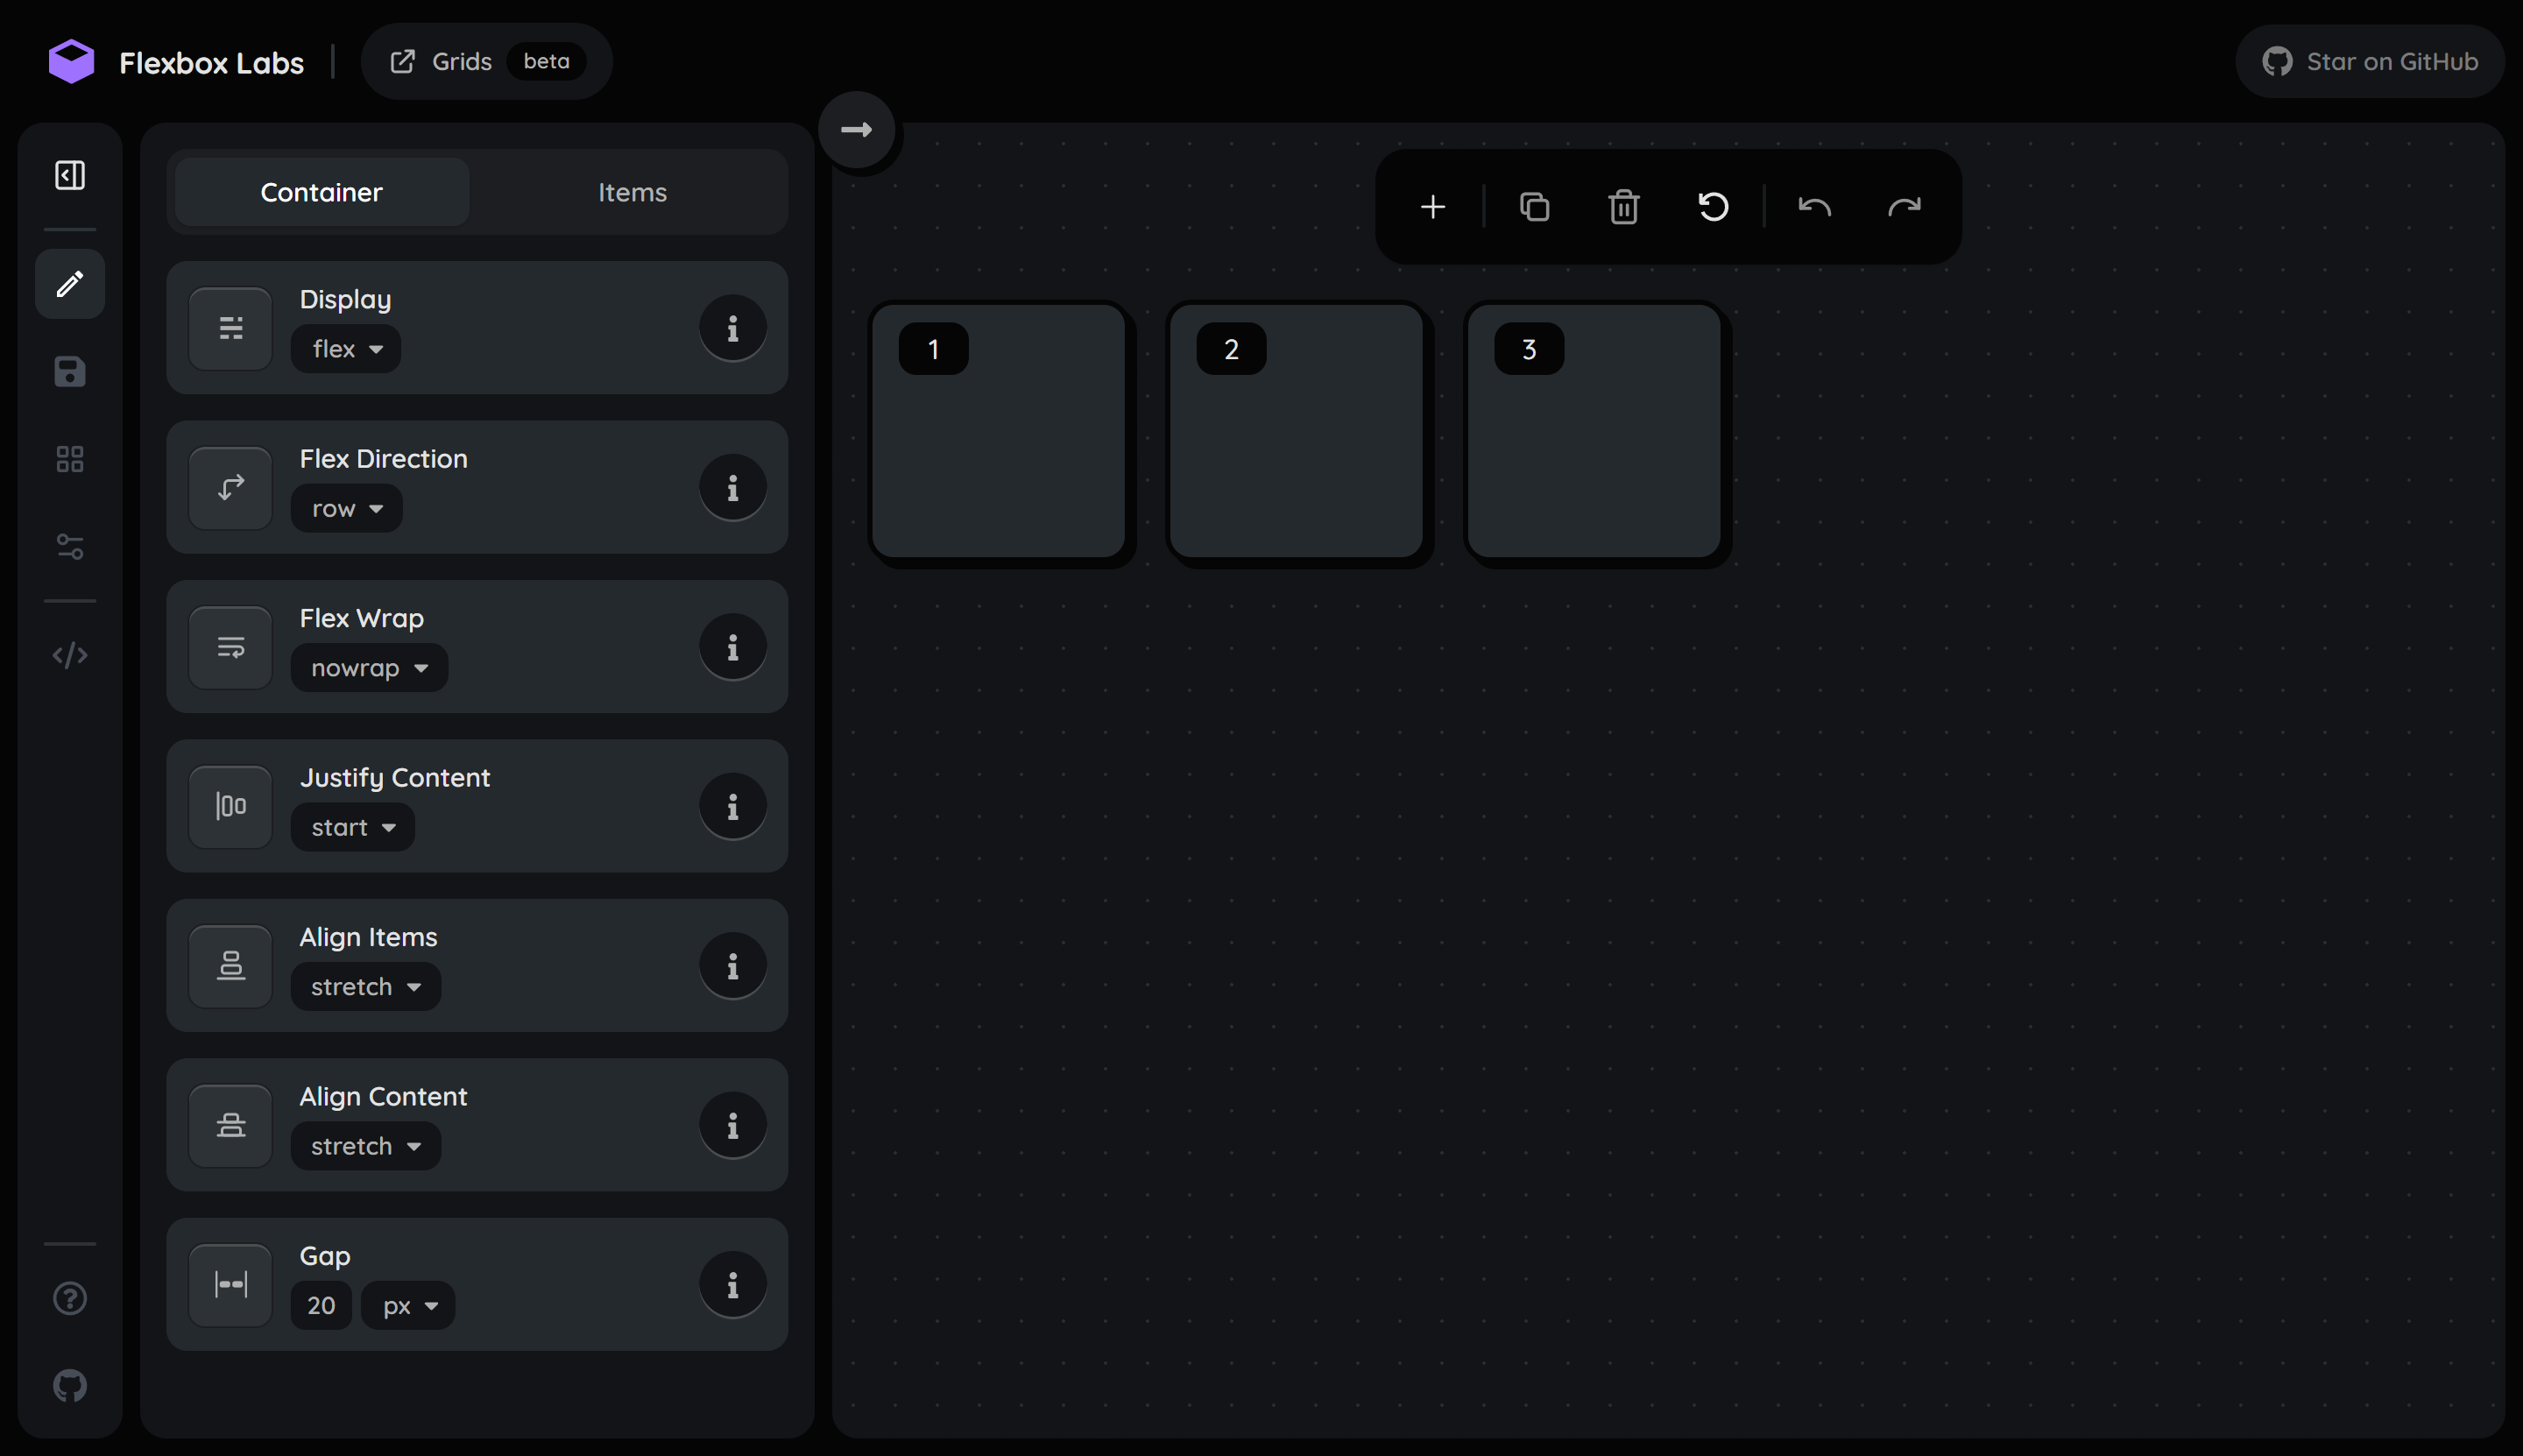 Flexbox Labs
Grids beta
Star on GitHub
Container
Items
Display
flex
Flex Direction
row
Flex Wrap
nowrap
Justify Content
start
Align Items
stretch
Align Content
stretch
Gap
20 px
1
2
3